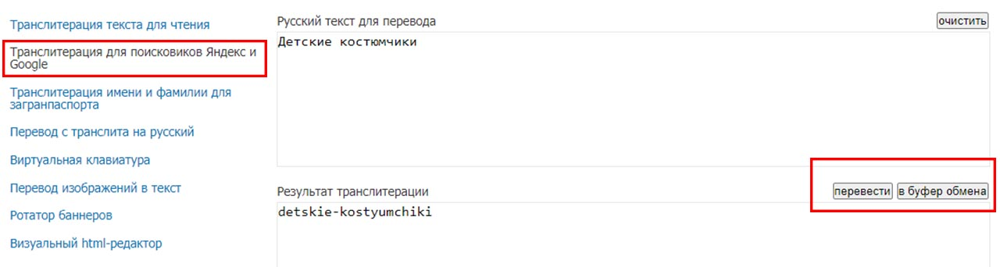 Транслитерация текста для чтения
Транслитерация для поисковиков Яндекс и
Google
Транслитерация имени и фамилии для
загранпаспорта
Перевод с транслита на русский
Виртуальная клавиатура
Перевод изображений в текст
Ротатор баннеров
Визуальный html-редактор
Русский текст для перевода
очистить
Детские костюмчики
Результат транслитерации
перевести
в буфер обмена
detskie-kostyumchiki